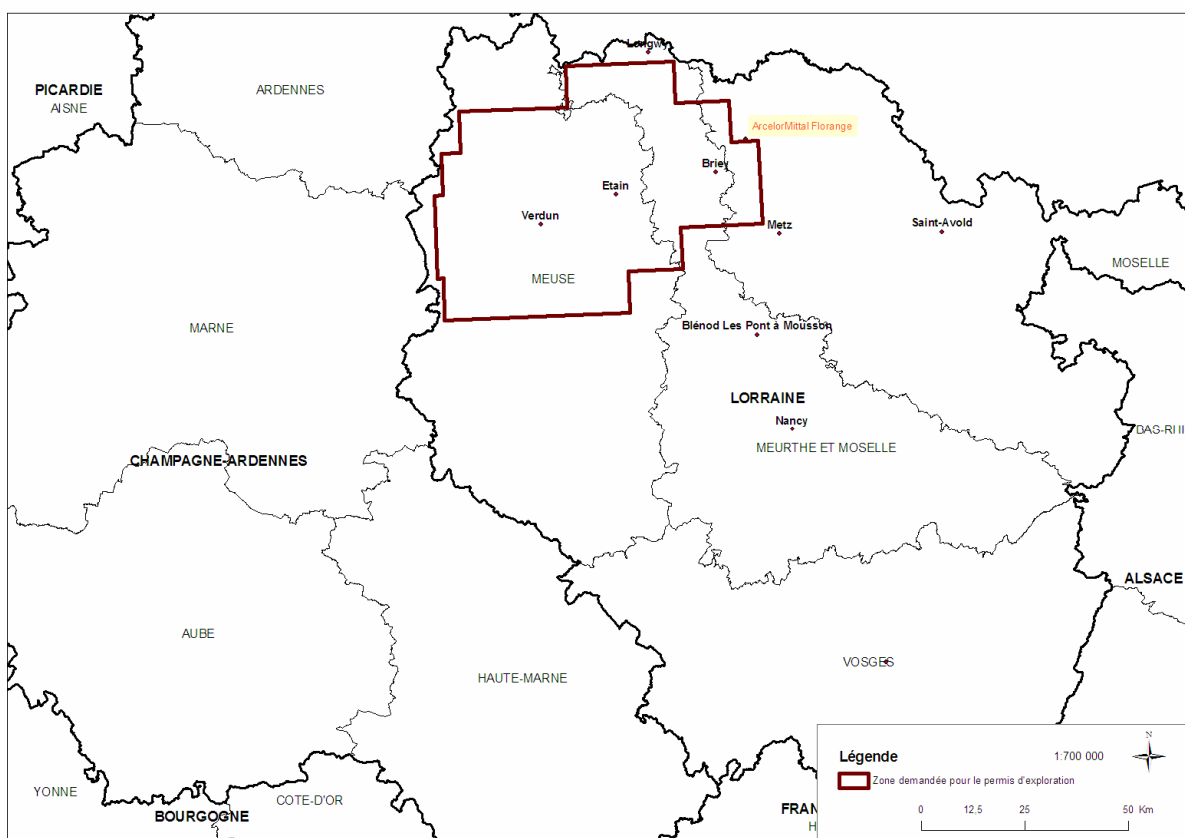 Longwy
PICARDIE
AISNE
ARDENNES
ArcelorMittal Florange
Briey
Etain
Verdun
Metz
Saint-Avold
MOSELLE
MEUSE
MARNE
Blénod Les Pont à Mousson
LORRAINE
Nancy
MEURTHE ET MOSELLE
CHAMPAGNE-ARDENNES
ALSACE
AUBE
HAUTE-MARNE
VOSGES
YONNE
COTE-D'OR
BOURGOGNE
FRAN
H
Légende
1:700 000
N
Zone demandée pour le permis d'exploration
0 12,5 25 50 Km